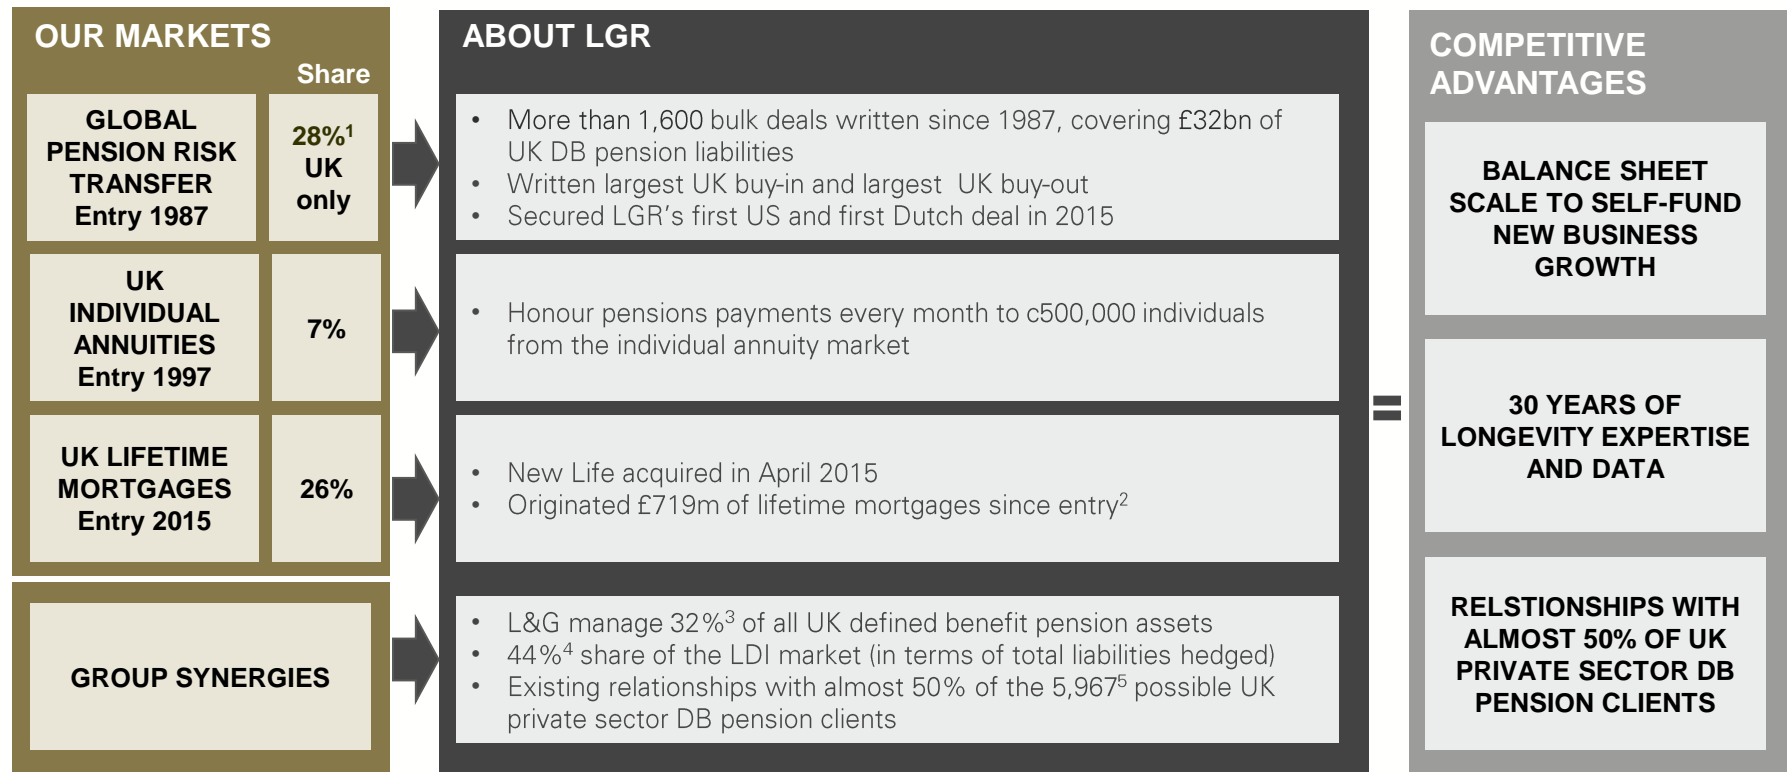 OUR MARKETS
Share
GLOBAL
PENSION RISK
TRANSFER
Entry 1987
28%¹
UK
only
UK
INDIVIDUAL
ANNUITIES
Entry 1997
7%
UK LIFETIME
MORTGAGES
Entry 2015
26%
GROUP SYNERGIES
ABOUT LGR
• More than 1,600 bulk deals written since 1987, covering £32bn of
UK DB pension liabilities
• Written largest UK buy-in and largest UK buy-out
• Secured LGR's first US and first Dutch deal in 2015
• Honour pensions payments every month to c500,000 individuals
from the individual annuity market
• New Life acquired in April 2015
• Originated £719m of lifetime mortgages since entry²
• L&G manage 32%³ of all UK defined benefit pension assets
• 44%⁴ share of the LDI market (in terms of total liabilities hedged)
• Existing relationships with almost 50% of the 5,967⁵ possible UK
private sector DB pension clients
=
COMPETITIVE
ADVANTAGES
BALANCE SHEET
SCALE TO SELF-FUND
NEW BUSINESS
GROWTH
30 YEARS OF
LONGEVITY EXPERTISE
AND DATA
RELSTIONSHIPS WITH
ALMOST 50% OF UK
PRIVATE SECTOR DB
PENSION CLIENTS